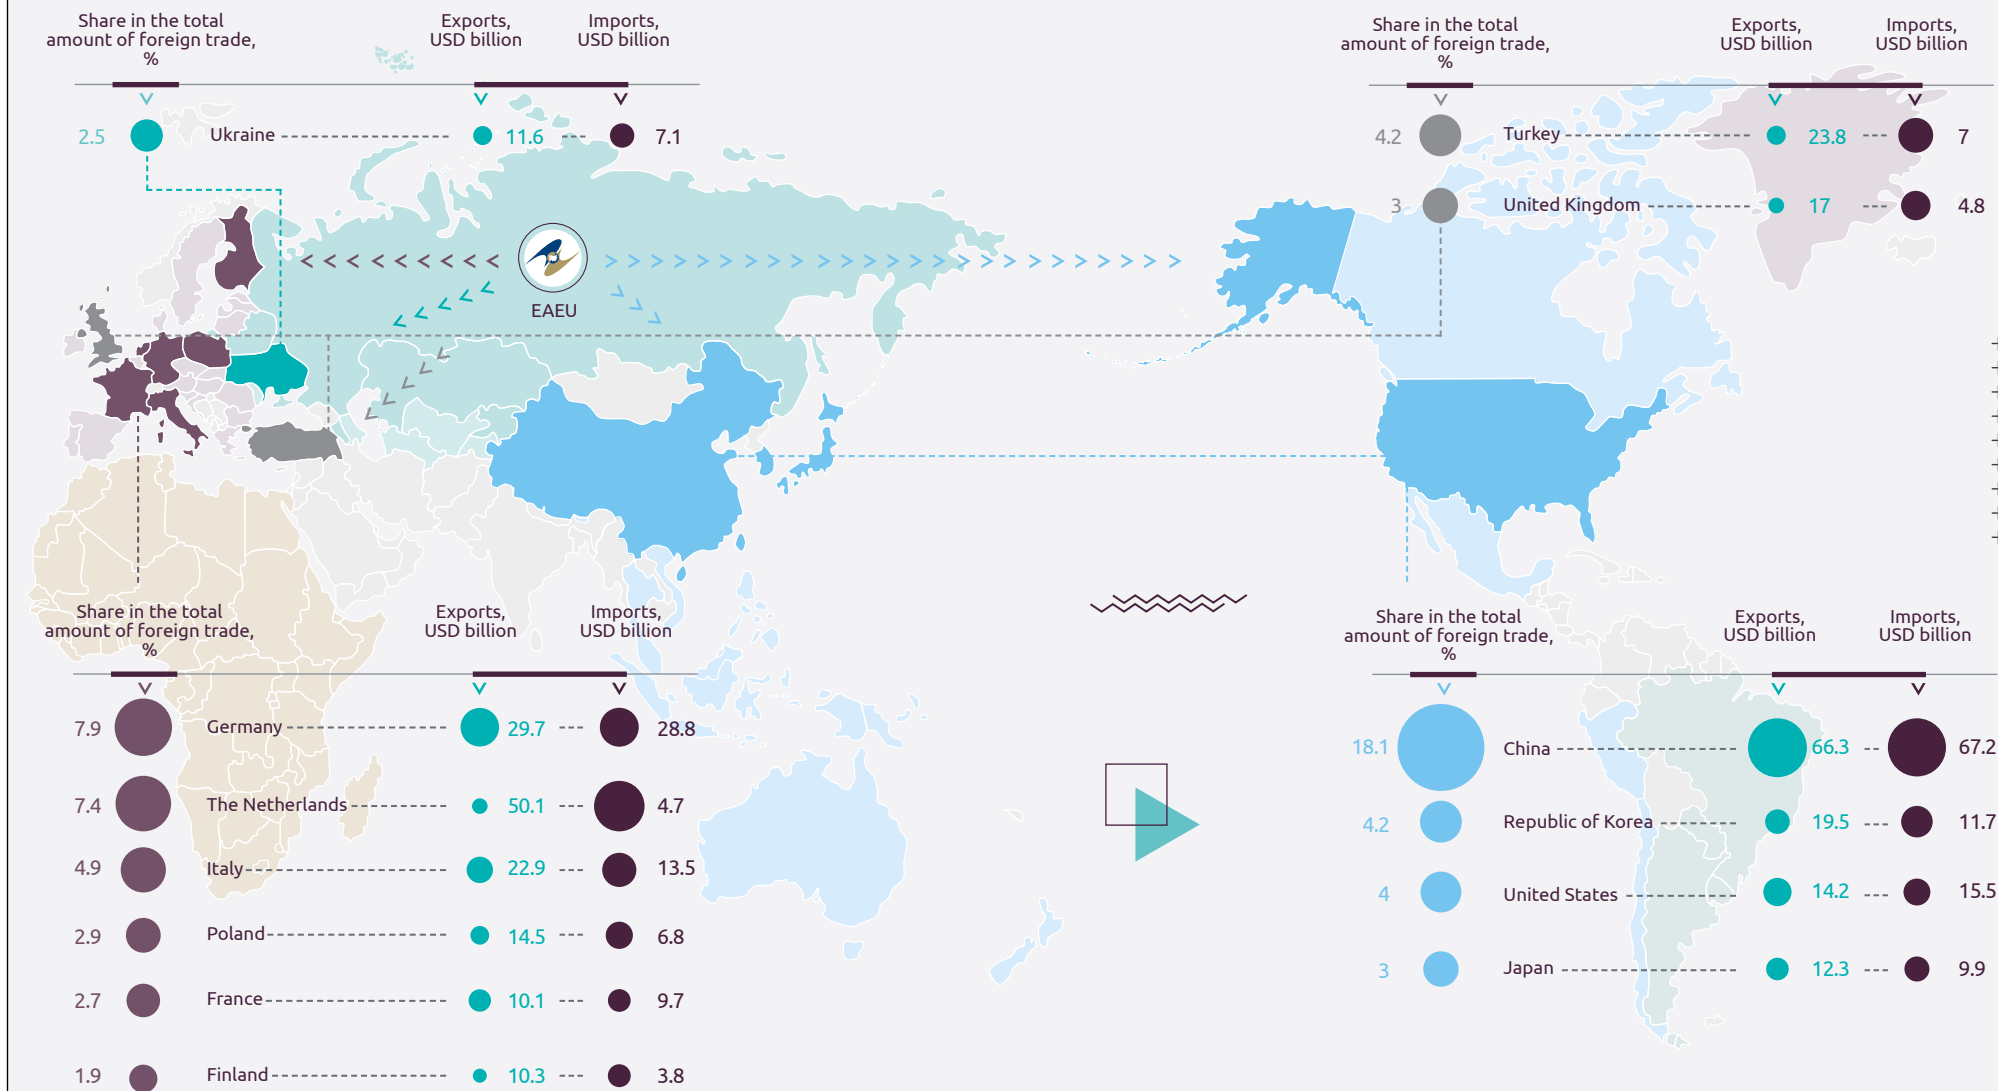 Share in the total
amount of foreign trade,
%
Exports,
USD billion
Imports,
USD billion
2.5 Ukraine 11.6 7.1
Share in the total
amount of foreign trade,
%
Exports,
USD billion
Imports,
USD billion
4.2 Turkey 23.8 7
3 United Kingdom 17 4.8
EAEU
Share in the total
amount of foreign trade,
%
Exports,
USD billion
Imports,
USD billion
7.9 Germany 29.7 28.8
7.4 The Netherlands 50.1 4.7
4.9 Italy 22.9 13.5
2.9 Poland 14.5 6.8
2.7 France 10.1 9.7
1.9 Finland 10.3 3.8
Share in the total
amount of foreign trade,
%
Exports,
USD billion
Imports,
USD billion
18.1 China 66.3 67.2
4.2 Republic of Korea 19.5 11.7
4 United States 14.2 15.5
3 Japan 12.3 9.9